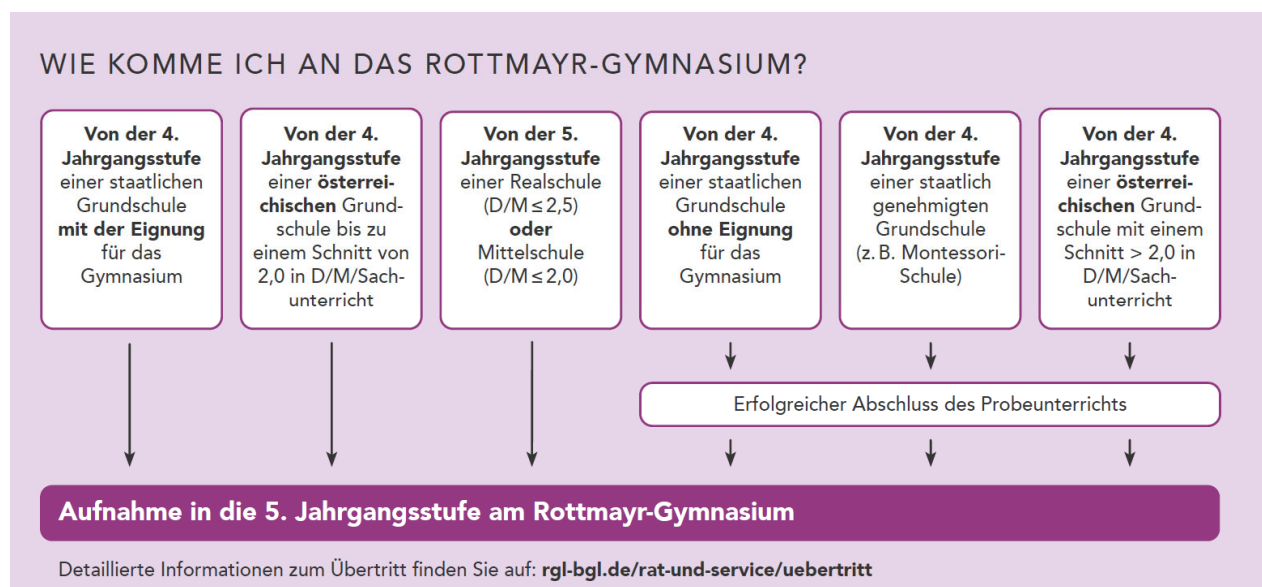 WIE KOMME ICH AN DAS ROTTMAYR-GYMNASIUM?
Von der 4.
Jahrgangsstufe
einer staatlichen
Grundschule
mit der Eignung
für das
Gymnasium
Von der 4.
Jahrgangsstufe
einer österrei-
chischen Grund-
schule bis zu
einem Schnitt von
2,0 in D/M/Sach-
unterricht
Von der 5.
Jahrgangsstufe
einer Realschule
(D/M ≤ 2,5)
oder
Mittelschule
(D/M ≤ 2,0)
Von der 4.
Jahrgangsstufe
einer staatlichen
Grundschule
ohne Eignung
für das
Gymnasium
Von der 4.
Jahrgangsstufe
einer staatlich
genehmigten
Grundschule
(z. B. Montessori-
Schule)
Von der 4.
Jahrgangsstufe
einer österrei-
chischen Grund-
schule mit einem
Schnitt > 2,0 in
D/M/Sach-
unterricht
Erfolgreicher Abschluss des Probeunterrichts
Aufnahme in die 5. Jahrgangsstufe am Rottmayr-Gymnasium
Detaillierte Informationen zum Übertritt finden Sie auf: rgl-bgl.de/rat-und-service/uebertritt